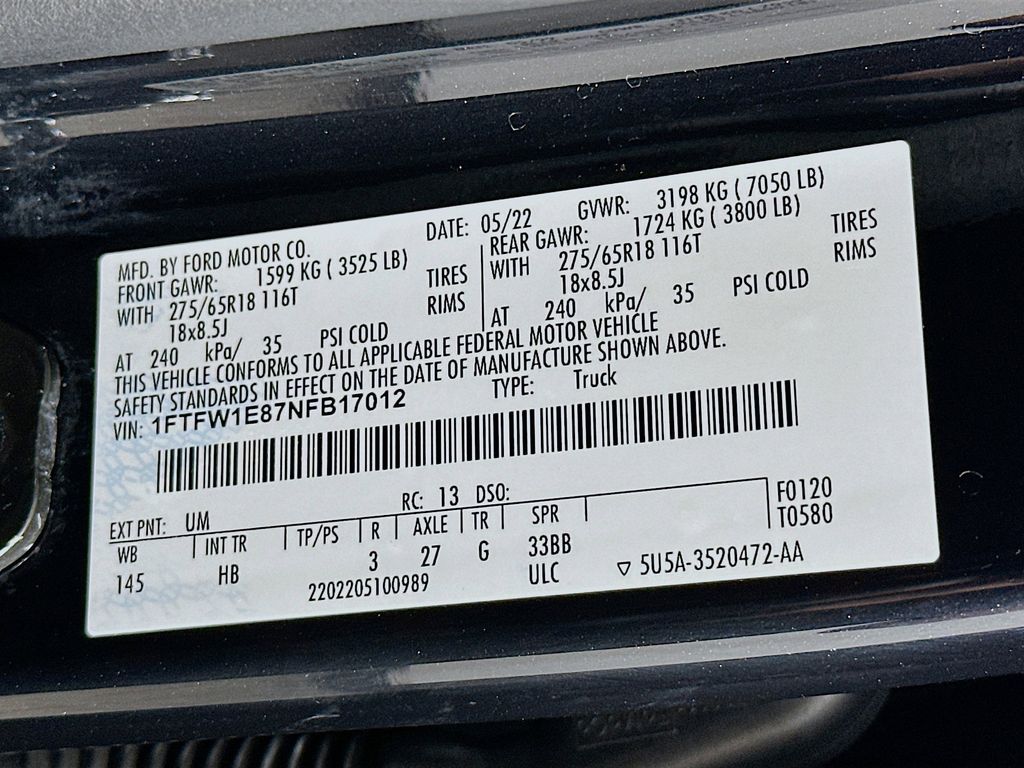 MFD. BY FORD MOTOR CO. DATE: 05/22 GVWR: 3198 KG ( 7050 LB)
FRONT GAWR: 1599 KG ( 3525 LB) REAR GAWR: 1724 KG ( 3800 LB)
WITH 275/65R18 116T TIRES WITH 275/65R18 116T TIRES
18x8.5J RIMS 18x8.5J RIMS
AT 240 kPa/ 35 PSI COLD AT 240 kPa/ 35 PSI COLD
THIS VEHICLE CONFORMS TO ALL APPLICABLE FEDERAL MOTOR VEHICLE
SAFETY STANDARDS IN EFFECT ON THE DATE OF MANUFACTURE SHOWN ABOVE.
VIN: 1FTFW1E87NFB17012 TYPE: Truck
EXT PNT: UM RC: 13 DSO: F0120
WB INT TR TP/PS R AXLE TR SPR T0580
145 HB 3 27 G 33BB
2202205100989 ULC ▽ 5U5A-3520472-AA